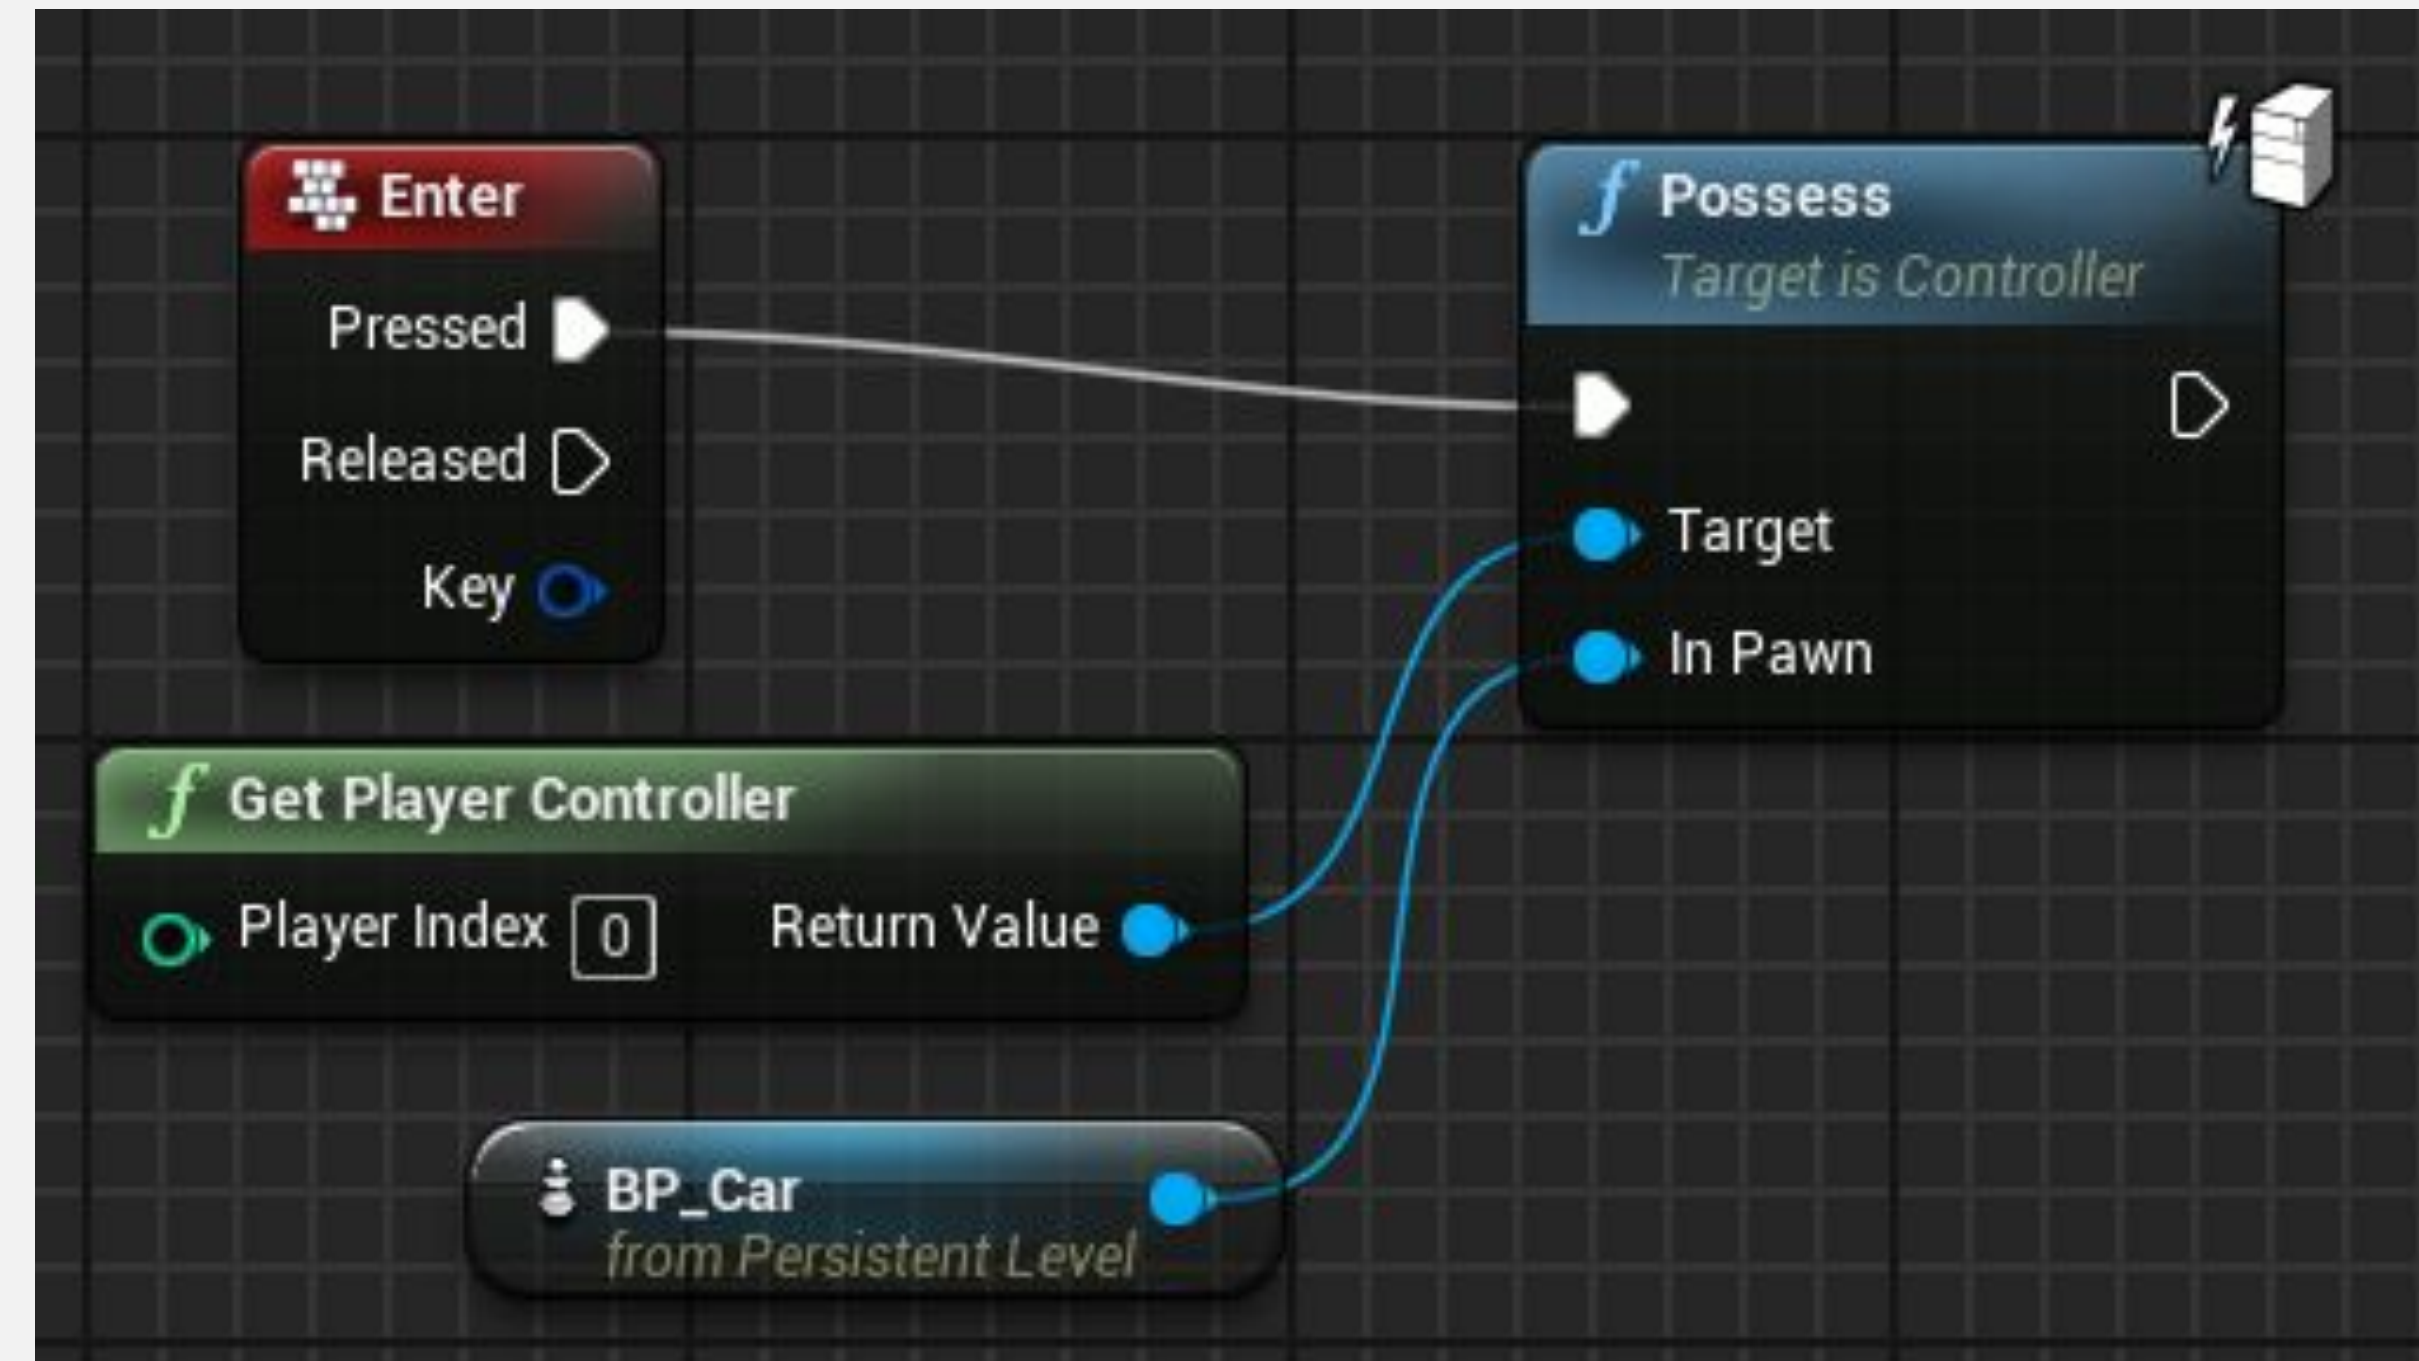 Enter
Pressed
Released
Key
f Possess
Target is Controller
Target
In Pawn
f Get Player Controller
Player Index 0 Return Value
BP_Car
from Persistent Level